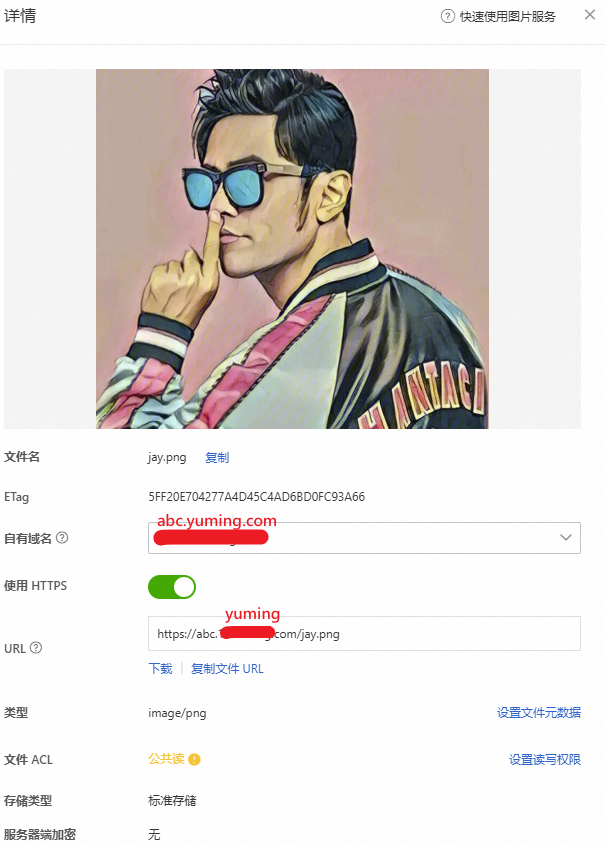 详情
快速使用图片服务
HANTACI
文件名 jay.png 复制
ETag 5FF20E704277A4D45C4AD6BD0FC93A66
abc.yuming.com
自有域名
使用 HTTPS
yuming
URL https://abc. .com/jay.png
下载 复制文件 URL
类型 image/png 设置文件元数据
文件 ACL 公共读 设置读写权限
存储类型 标准存储
服务器端加密 无